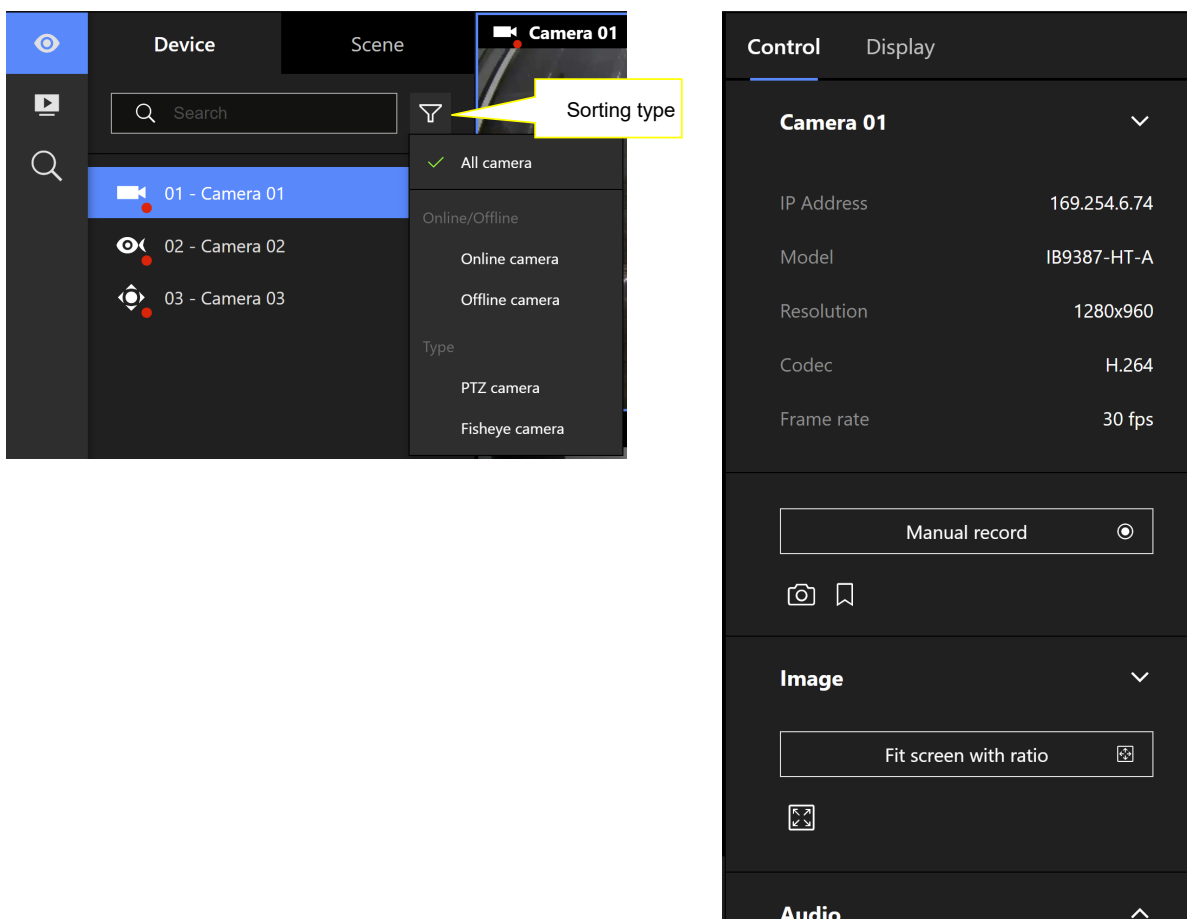 Device
Scene
Camera 01
Search
Sorting type
All camera
01 - Camera 01
02 - Camera 02
03 - Camera 03
Online/Offline
Online camera
Offline camera
Type
PTZ camera
Fisheye camera
Control
Display
Camera 01
IP Address 169.254.6.74
Model IB9387-HT-A
Resolution 1280x960
Codec H.264
Frame rate 30 fps
Manual record
Image
Fit screen with ratio
Audio